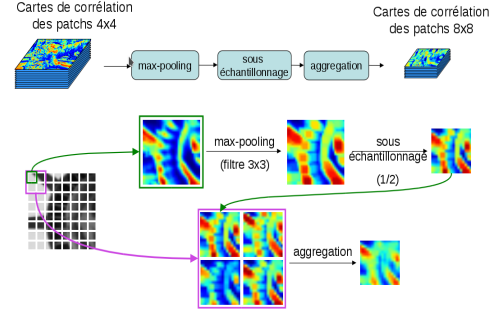 Cartes de corrélation
des patchs 4x4
Cartes de corrélation
des patchs 8x8
max-pooling
sous
échantillonnage
aggregation
max-pooling
(filtre 3x3)
sous
échantillonnage
(1/2)
aggregation